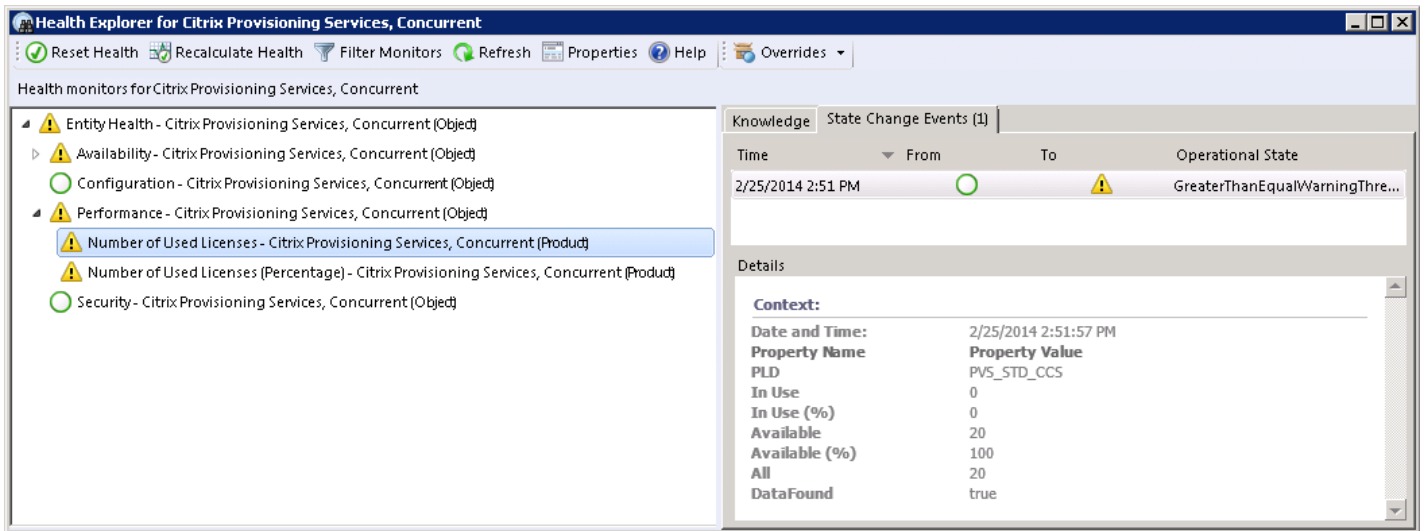 Health Explorer for Citrix Provisioning Services, Concurrent
Reset Health Recalculate Health Filter Monitors Refresh Properties Help Overrides
Health monitors for Citrix Provisioning Services, Concurrent
Entity Health - Citrix Provisioning Services, Concurrent (Object)
Availability - Citrix Provisioning Services, Concurrent (Object)
Configuration - Citrix Provisioning Services, Concurrent (Object)
Performance - Citrix Provisioning Services, Concurrent (Object)
Number of Used Licenses - Citrix Provisioning Services, Concurrent (Product)
Number of Used Licenses (Percentage) - Citrix Provisioning Services, Concurrent (Product)
Security - Citrix Provisioning Services, Concurrent (Object)
Knowledge State Change Events (1)
Time From To Operational State
2/25/2014 2:51 PM GreaterThanEqualWarningThre...
Details
Context:
Date and Time: 2/25/2014 2:51:57 PM
Property Name Property Value
PLD PVS_STD_CCS
In Use 0
In Use (%) 0
Available 20
Available (%) 100
All 20
DataFound true